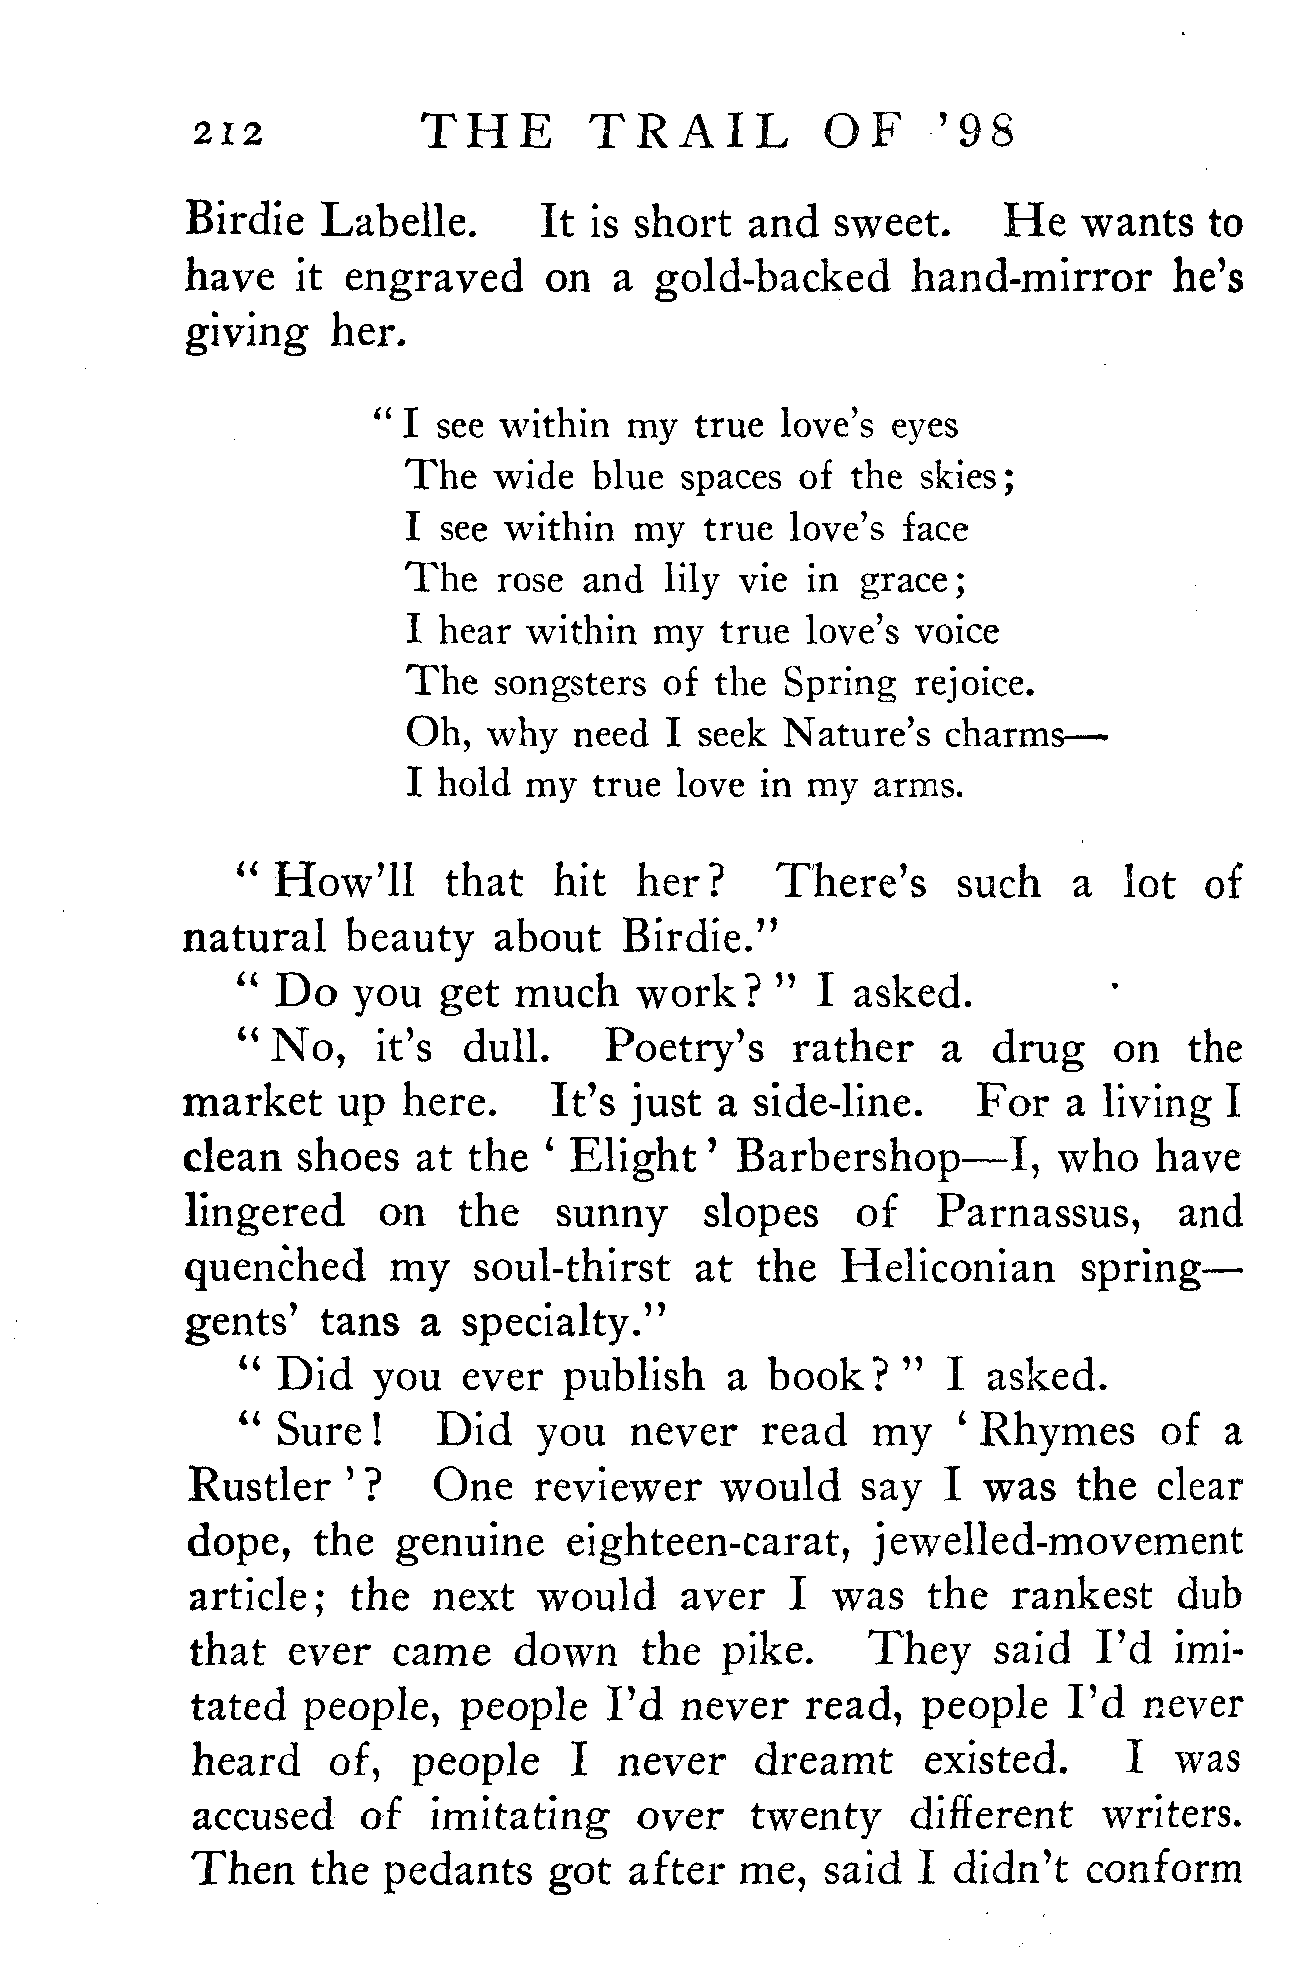 212 THE TRAIL OF '98
Birdie Labelle. It is short and sweet. He wants to
have it engraved on a gold-backed hand-mirror he's
giving her.
" I see within my true love's eyes
The wide blue spaces of the skies;
I see within my true love's face
The rose and lily vie in grace;
I hear within my true love's voice
The songsters of the Spring rejoice.
Oh, why need I seek Nature's charms—
I hold my true love in my arms.
" How'll that hit her? There's such a lot of
natural beauty about Birdie."
" Do you get much work? " I asked.
" No, it's dull. Poetry's rather a drug on the
market up here. It's just a side-line. For a living I
clean shoes at the ' Elight ' Barbershop—I, who have
lingered on the sunny slopes of Parnassus, and
quenched my soul-thirst at the Heliconian spring—
gents' tans a specialty."
" Did you ever publish a book? " I asked.
" Sure! Did you never read my ' Rhymes of a
Rustler '? One reviewer would say I was the clear
dope, the genuine eighteen-carat, jewelled-movement
article; the next would aver I was the rankest dub
that ever came down the pike. They said I'd imi-
tated people, people I'd never read, people I'd never
heard of, people I never dreamt existed. I was
accused of imitating over twenty different writers.
Then the pedants got after me, said I didn't conform